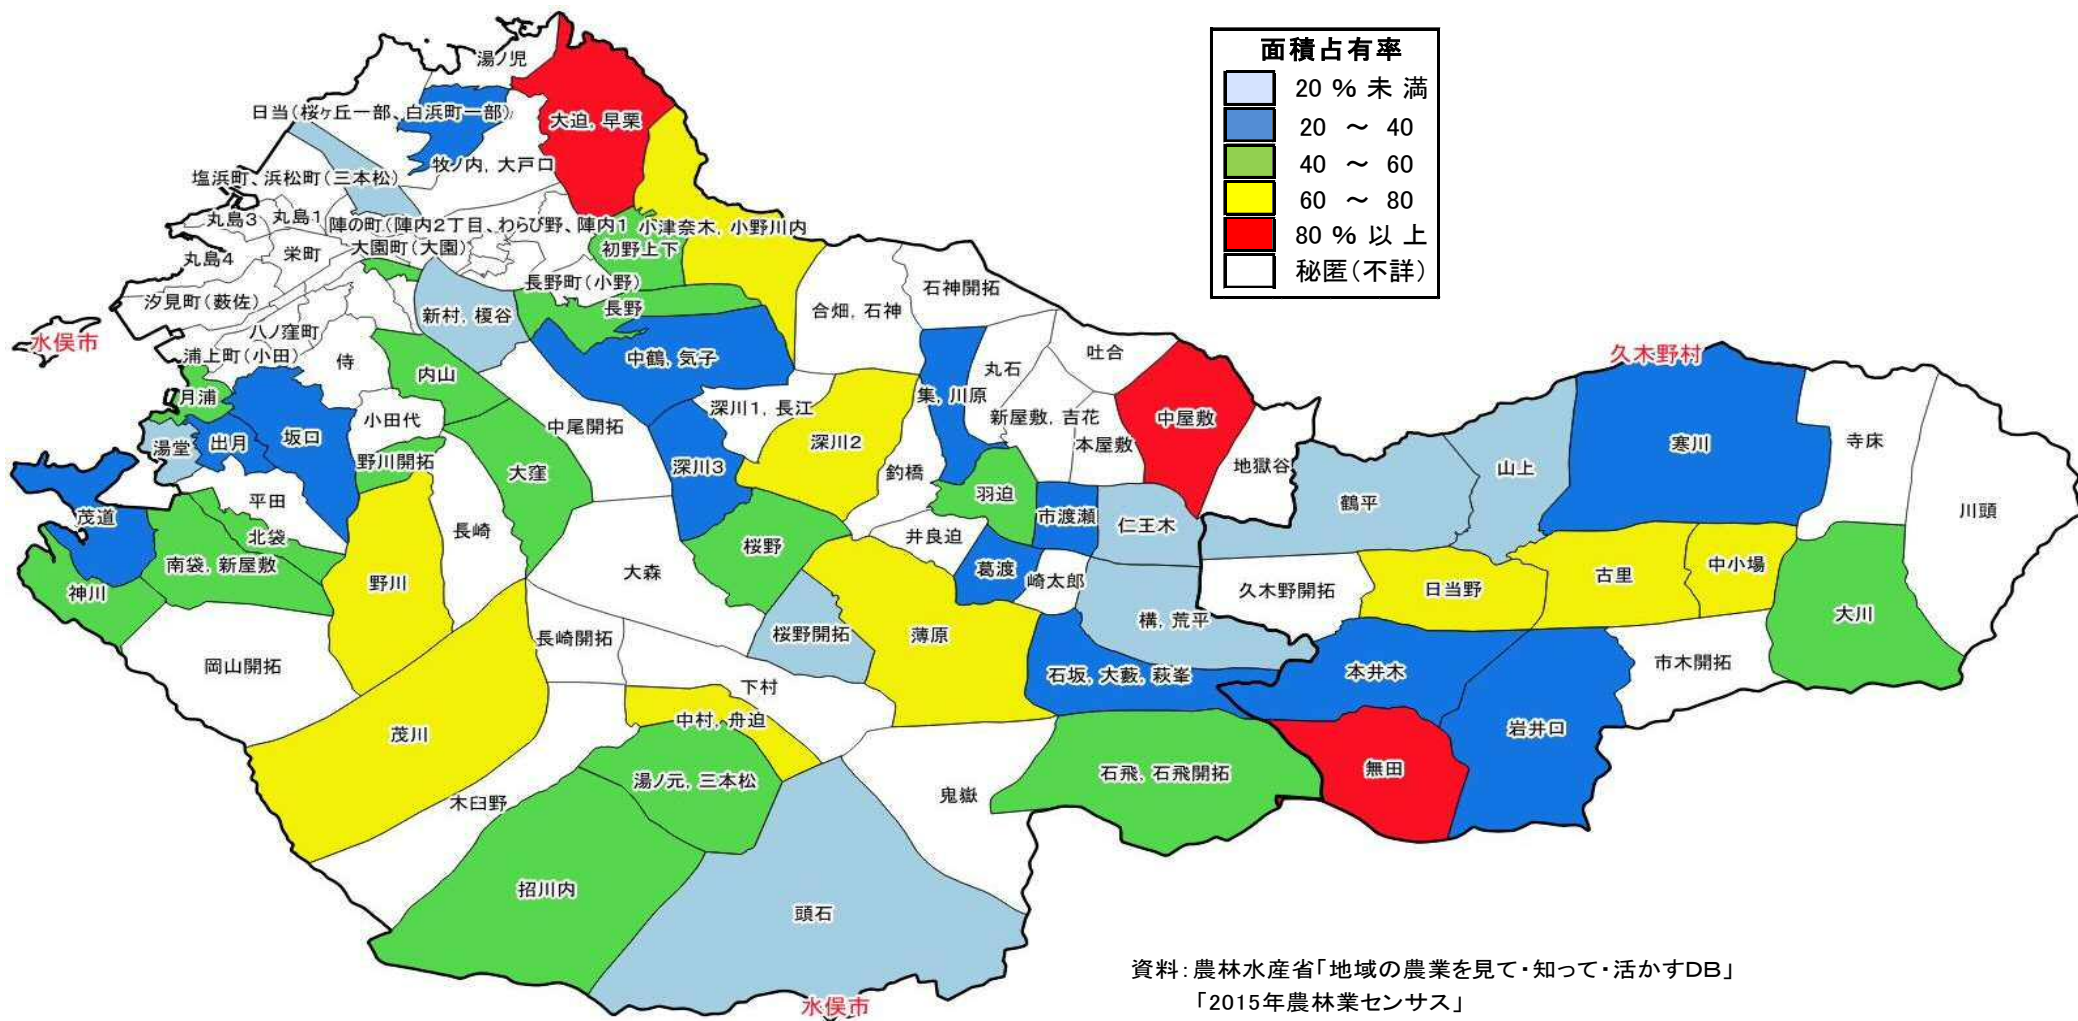 面積占有率
20 % 未 満
20 ～ 40
40 ～ 60
60 ～ 80
80 % 以 上
秘匿(不詳)
湯ノ児
日当(桜ヶ丘一部、白浜町一部)
大迫, 早栗
牧ノ内, 大戸口
塩浜町、浜松町(三本松)
丸島3
丸島1
陣の町(陣内2丁目、わらび野、陣内1
小津奈木, 小野川内
丸島4
栄町
大園町(大園)
初野上下
長野町(小野)
汐見町(薮佐)
新村, 榎谷
長野
合畑, 石神
石神開拓
八ノ窪町
水俣市
浦上町(小田)
侍
内山
中鶴, 気子
吐合
久木野村
丸石
月浦
小田代
中尾開拓
深川1, 長江
集, 川原
新屋敷, 吉花
中屋敷
湯堂
出月
坂口
深川2
本屋敷
寒川
寺床
野川開拓
大窪
深川3
釣橋
地獄谷
山上
平田
羽迫
鶴平
茂道
長崎
市渡瀬
仁王木
川頭
北袋
桜野
井良迫
南袋, 新屋敷
大森
葛渡
崎太郎
神川
野川
久木野開拓
日当野
古里
中小場
長崎開拓
桜野開拓
薄原
構, 荒平
大川
岡山開拓
下村
石坂, 大藪, 萩峯
本井木
市木開拓
茂川
中村, 舟迫
岩井口
湯ノ元, 三本松
石飛, 石飛開拓
無田
木臼野
鬼嶽
招川内
頭石
水俣市
資料:農林水産省「地域の農業を見て・知って・活かすDB」
「2015年農林業センサス」